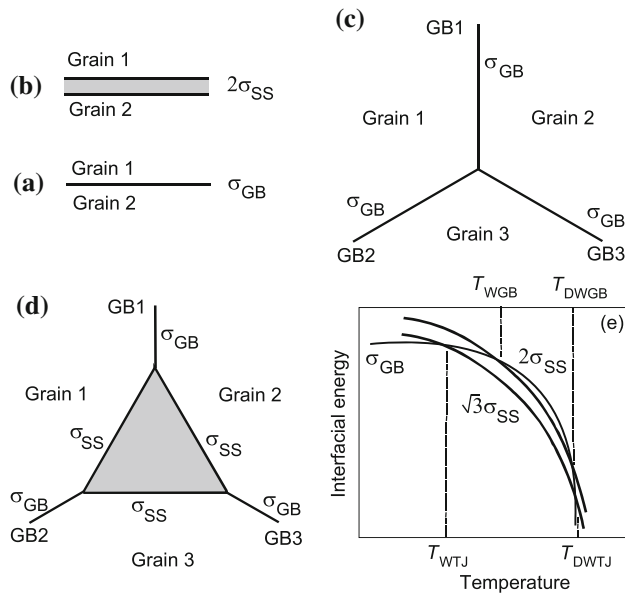 (b)
Grain 1
Grain 2
2σSS
(a)
Grain 1
Grain 2
σGB
(c)
GB1
σGB
Grain 1
Grain 2
σGB
σGB
Grain 3
GB2
GB3
(d)
GB1
σGB
Grain 1
Grain 2
σSS
σSS
σGB
σSS
σGB
GB2
GB3
Grain 3
TWGB
TDWGB
(e)
σGB
2σSS
√3σSS
Interfacial energy
TWTJ
TDWTJ
Temperature